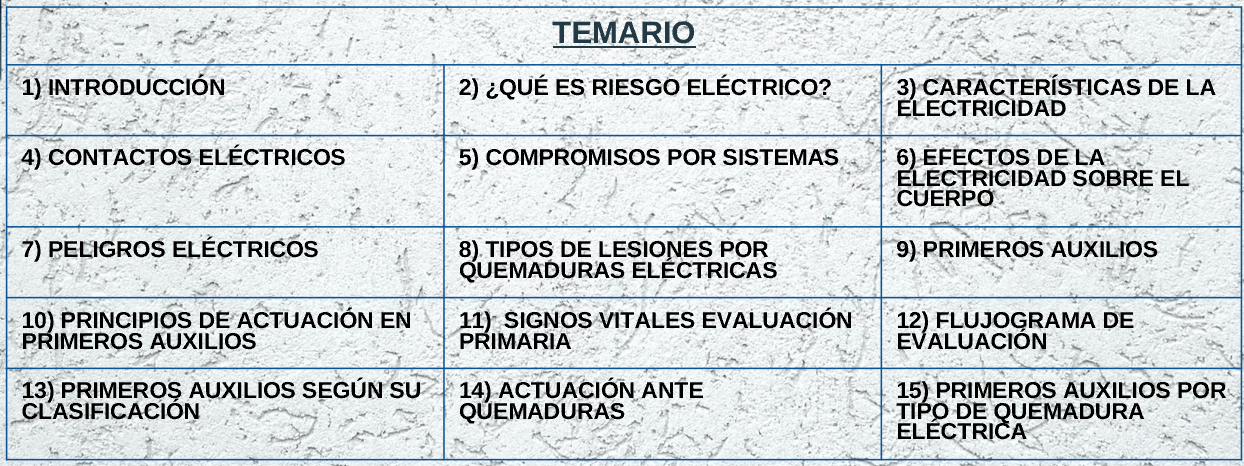 TEMARIO
1) INTRODUCCIÓN
2) ¿QUÉ ES RIESGO ELÉCTRICO?
3) CARACTERÍSTICAS DE LA
ELECTRICIDAD
4) CONTACTOS ELÉCTRICOS
5) COMPROMISOS POR SISTEMAS
6) EFECTOS DE LA
ELECTRICIDAD SOBRE EL
CUERPO
7) PELIGROS ELÉCTRICOS
8) TIPOS DE LESIONES POR
QUEMADURAS ELÉCTRICAS
9) PRIMEROS AUXILIOS
10) PRINCIPIOS DE ACTUACIÓN EN
PRIMEROS AUXILIOS
11)  SIGNOS VITALES EVALUACIÓN
PRIMARIA
12) FLUJOGRAMA DE
EVALUACIÓN
13) PRIMEROS AUXILIOS SEGÚN SU
CLASIFICACIÓN
14) ACTUACIÓN ANTE
QUEMADURAS
15) PRIMEROS AUXILIOS POR
TIPO DE QUEMADURA
ELÉCTRICA